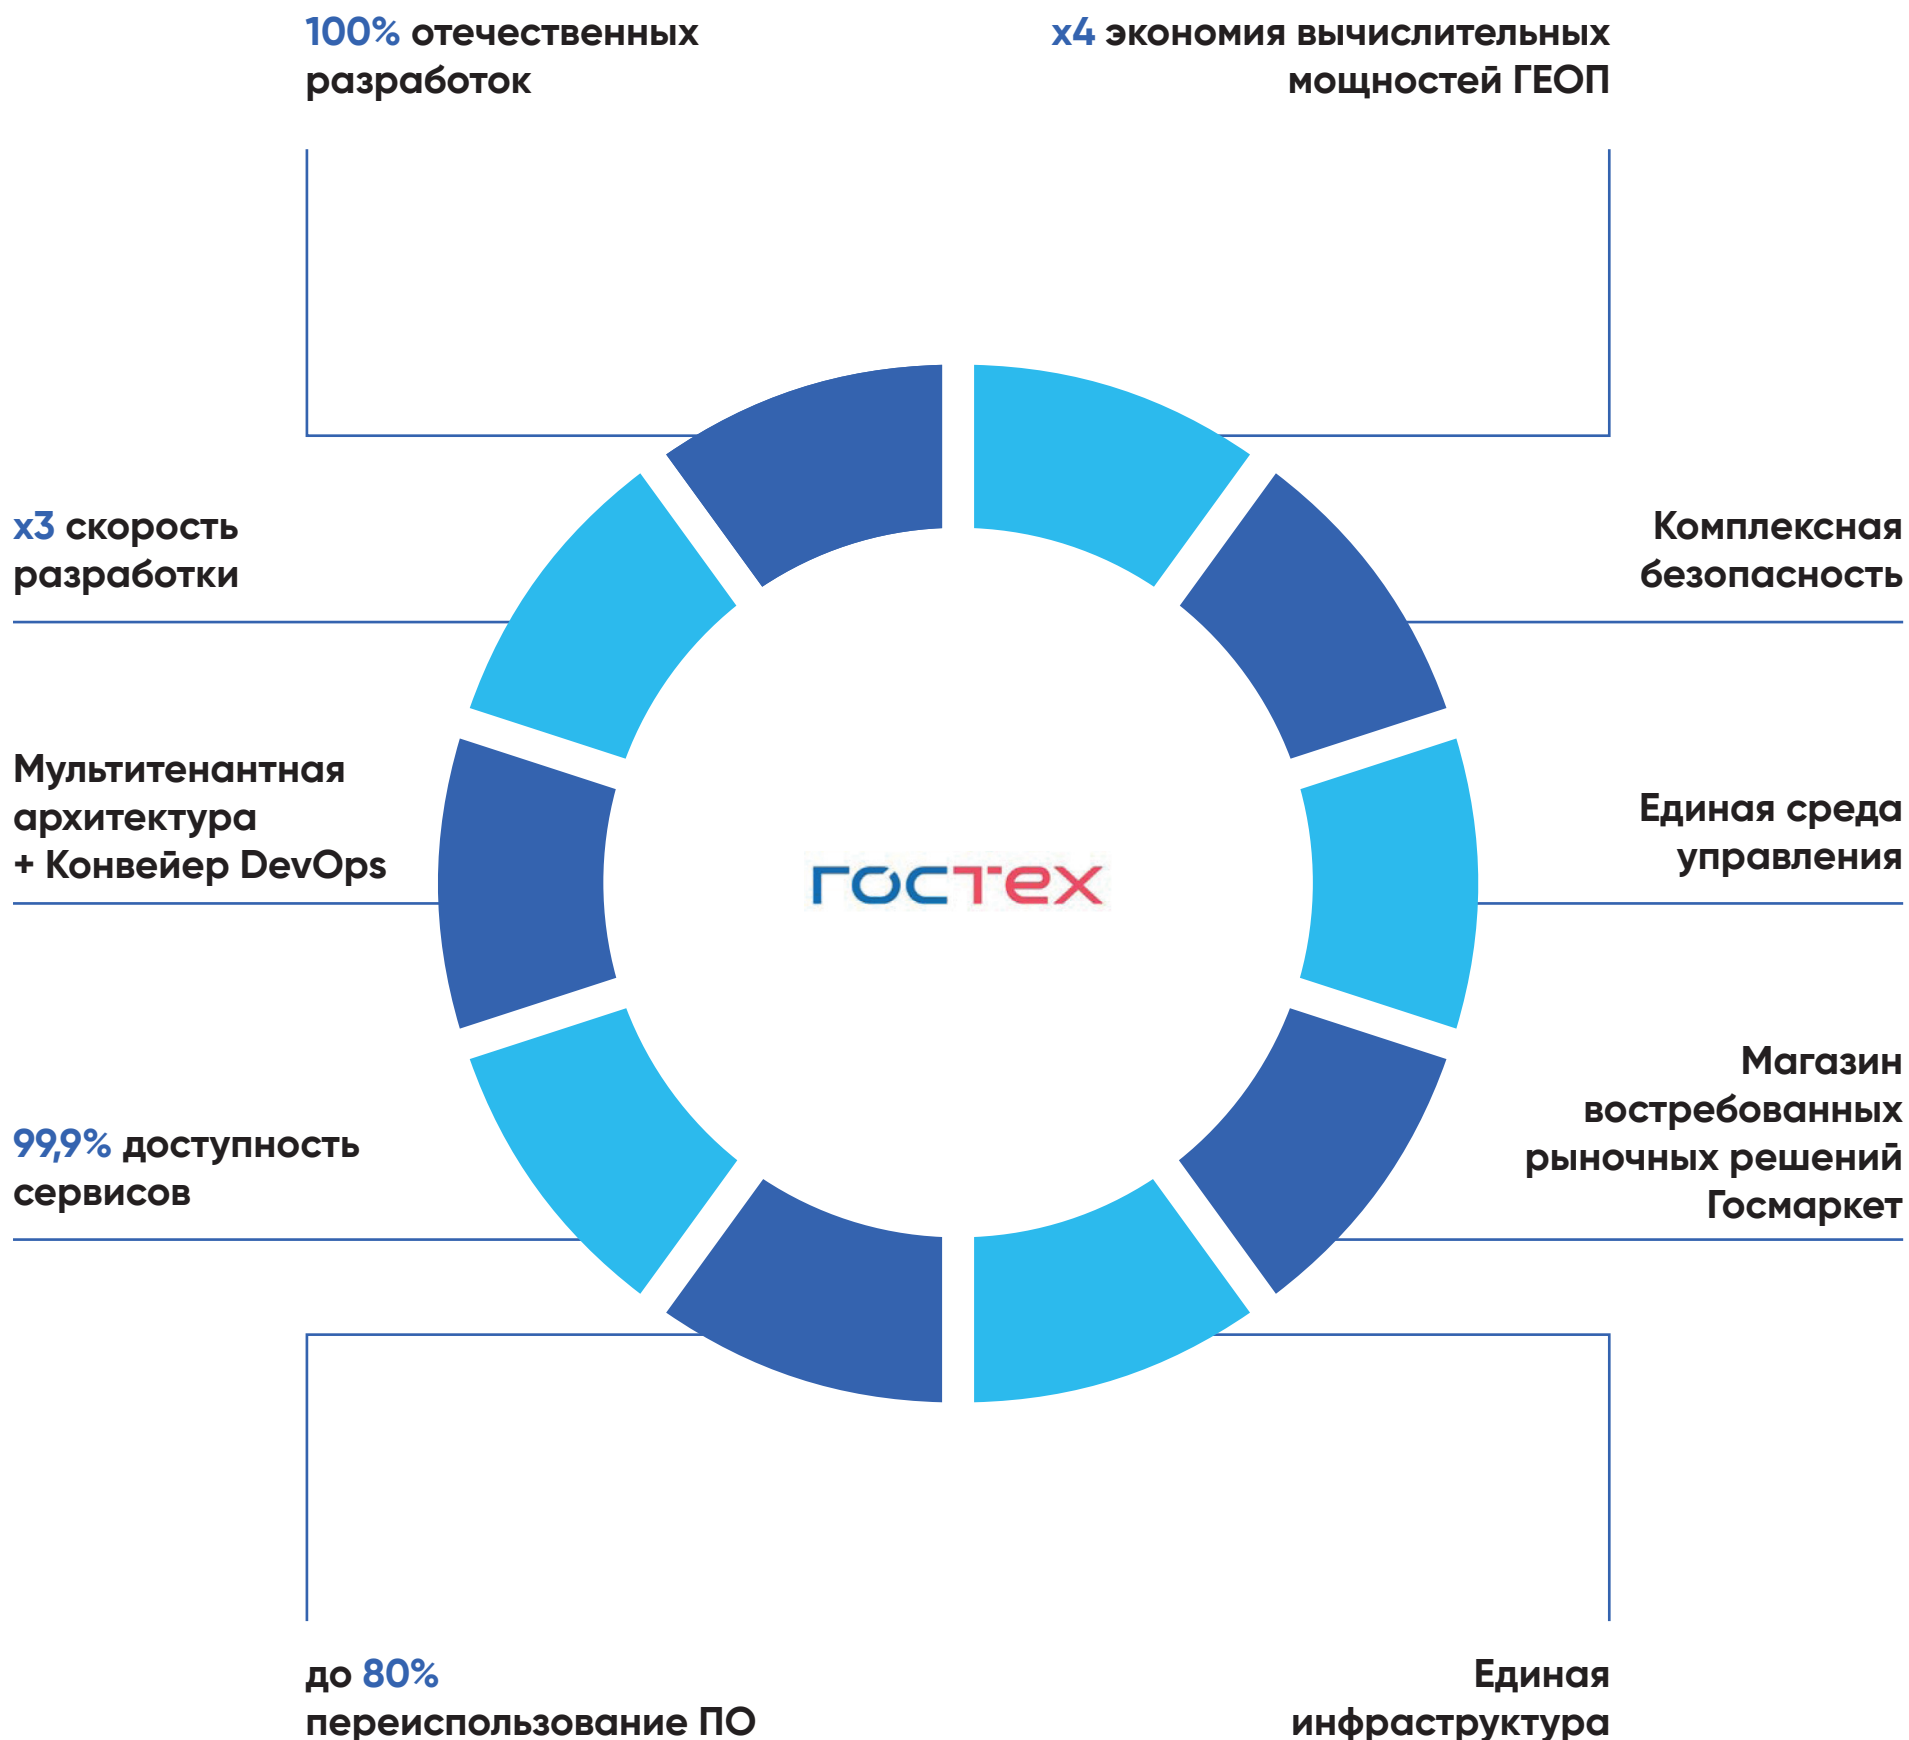 100% отечественных
разработок
x4 экономия вычислительных
мощностей ГЕОП
x3 скорость
разработки
Комплексная
безопасность
Мультитенантная
архитектура
+ Конвейер DevOps
гостех
Единая среда
управления
99,9% доступность
сервисов
Магазин
востребованных
рыночных решений
Госмаркет
до 80%
переиспользование ПО
Единая
инфраструктура